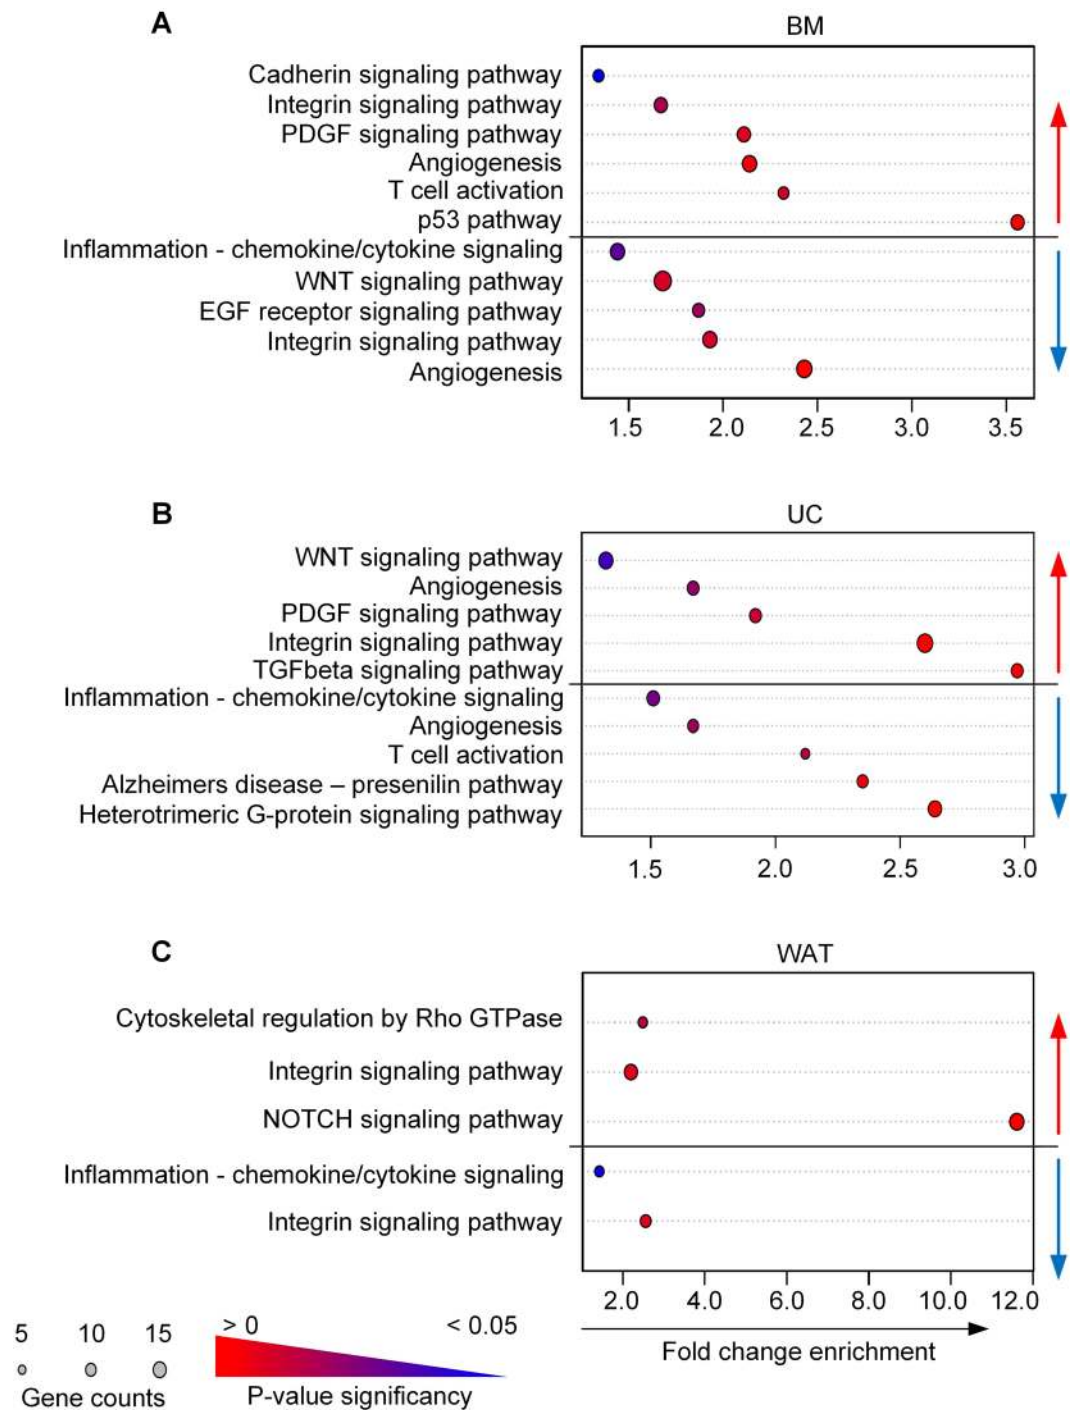 A
BM
Cadherin signaling pathway
Integrin signaling pathway
PDGF signaling pathway
Angiogenesis
T cell activation
p53 pathway
Inflammation - chemokine/cytokine signaling
WNT signaling pathway
EGF receptor signaling pathway
Integrin signaling pathway
Angiogenesis
1.5 2.0 2.5 3.0 3.5
B
UC
WNT signaling pathway
Angiogenesis
PDGF signaling pathway
Integrin signaling pathway
TGFbeta signaling pathway
Inflammation - chemokine/cytokine signaling
Angiogenesis
T cell activation
Alzheimers disease – presenilin pathway
Heterotrimeric G-protein signaling pathway
1.5 2.0 2.5 3.0
C
WAT
Cytoskeletal regulation by Rho GTPase
Integrin signaling pathway
NOTCH signaling pathway
Inflammation - chemokine/cytokine signaling
Integrin signaling pathway
2.0 4.0 6.0 8.0 10.0 12.0
Fold change enrichment
5 10 15
Gene counts
> 0 < 0.05
P-value significancy